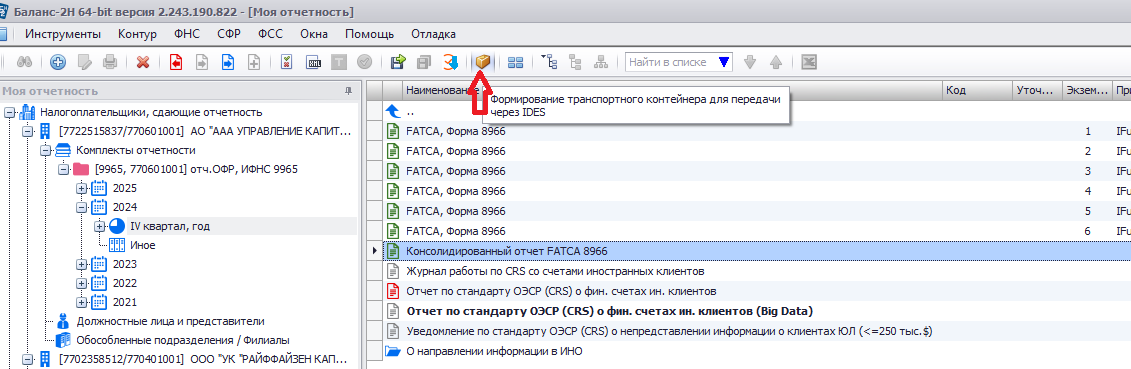 Баланс-2Н 64-bit версия 2.243.190.822 - [Моя отчетность]
Инструменты Контур ФНС СФР ФСС Окна Помощь Отладка
Найти в списке
Моя отчетность
Налогоплательщики, сдающие отчетность
[7722515837/770601001] АО "ААА УПРАВЛЕНИЕ КАПИТ...
Комплекты отчетности
[9965, 770601001] отч.ОФР, ИФНС 9965
2025
2024
IV квартал, год
Иное
2023
2022
2021
Должностные лица и представители
Обособленные подразделения / Филиалы
[7702358512/770401001] ООО "УК "РАЙФФАЙЗЕН КАП...
Наименование Код Уточ... Экзем... При
Формирование транспортного контейнера для передачи
через IDES
..
FATCA, Форма 8966 1 IFu
FATCA, Форма 8966 2 IFu
FATCA, Форма 8966 3 IFu
FATCA, Форма 8966 4 IFu
FATCA, Форма 8966 5 IFu
FATCA, Форма 8966 6 IFu
Консолидированный отчет FATCA 8966
Журнал работы по CRS со счетами иностранных клиентов
Отчет по стандарту ОЭСР (CRS) о фин. счетах ин. клиентов
Отчет по стандарту ОЭСР (CRS) о фин. счетах ин. клиентов (Big Data)
Уведомление по стандарту ОЭСР (CRS) о непредставлении информации о клиентах ЮЛ (<=250 тыс.$)
О направлении информации в ИНО